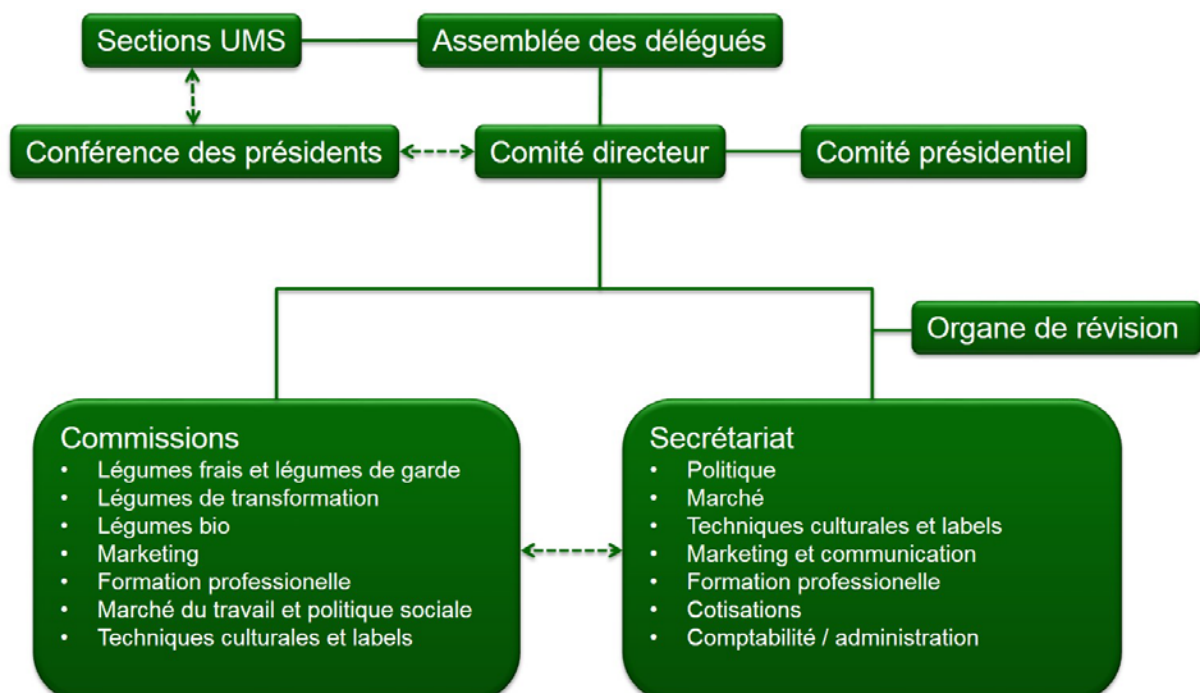 Sections UMS
Assemblée des délégués
Conférence des présidents
Comité directeur
Comité présidentiel
Organe de révision
Commissions
• Légumes frais et légumes de garde
• Légumes de transformation
• Légumes bio
• Marketing
• Formation professionelle
• Marché du travail et politique sociale
• Techniques culturales et labels
Secrétariat
• Politique
• Marché
• Techniques culturales et labels
• Marketing et communication
• Formation professionelle
• Cotisations
• Comptabilité / administration